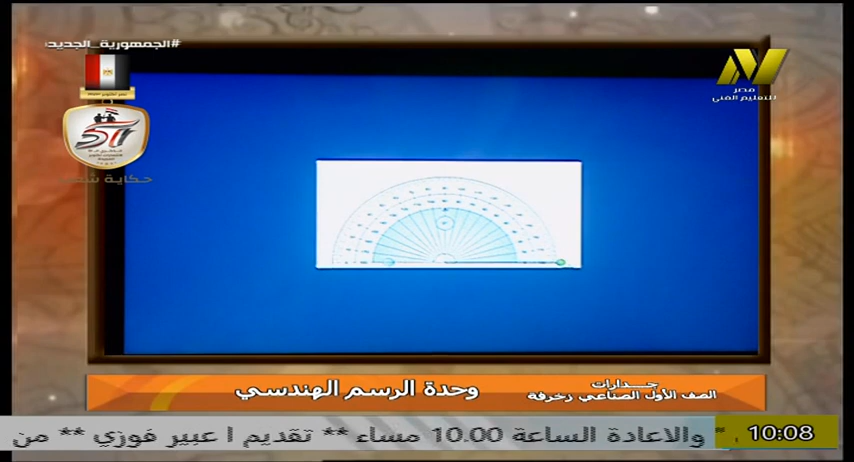 #الجمهورية_الجديدة
مصر
للتعليم الفني
حكاية شعب
جدارات
الصف الأول الصناعي زخرفة
وحدة الرسم الهندسي
والاعادة الساعة 10.00 مساء ** تقديم ا عبير فوزي ** من
10:08